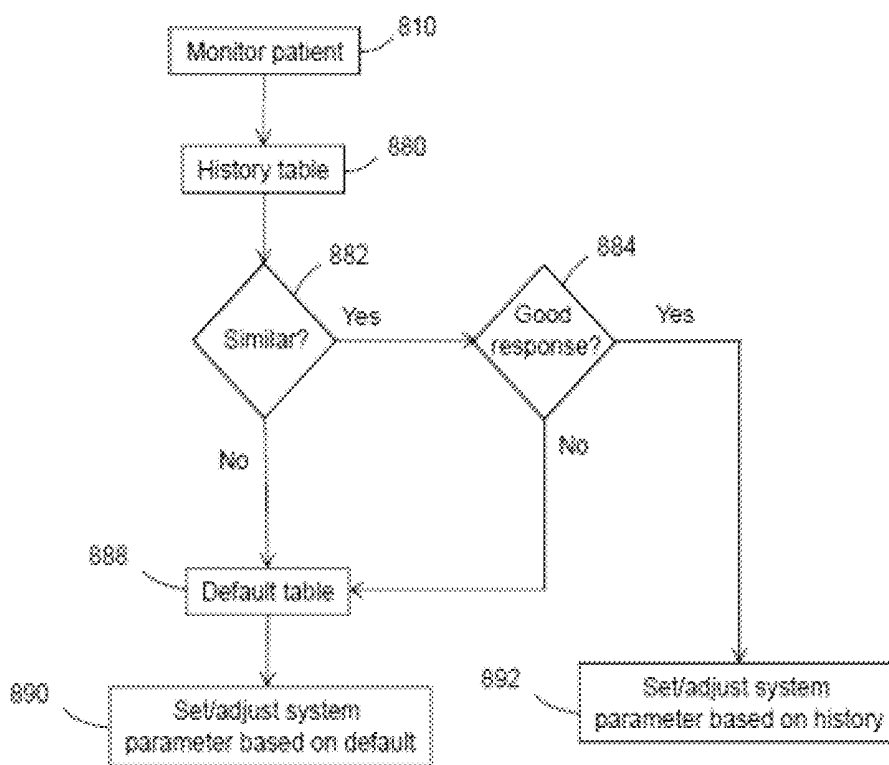 810
Monitor patient
880
History table
882
884
Similar?
Yes
Good
response?
Yes
No
No
888
Default table
890
Set/adjust system
parameter based on default
892
Set/adjust system
parameter based on history